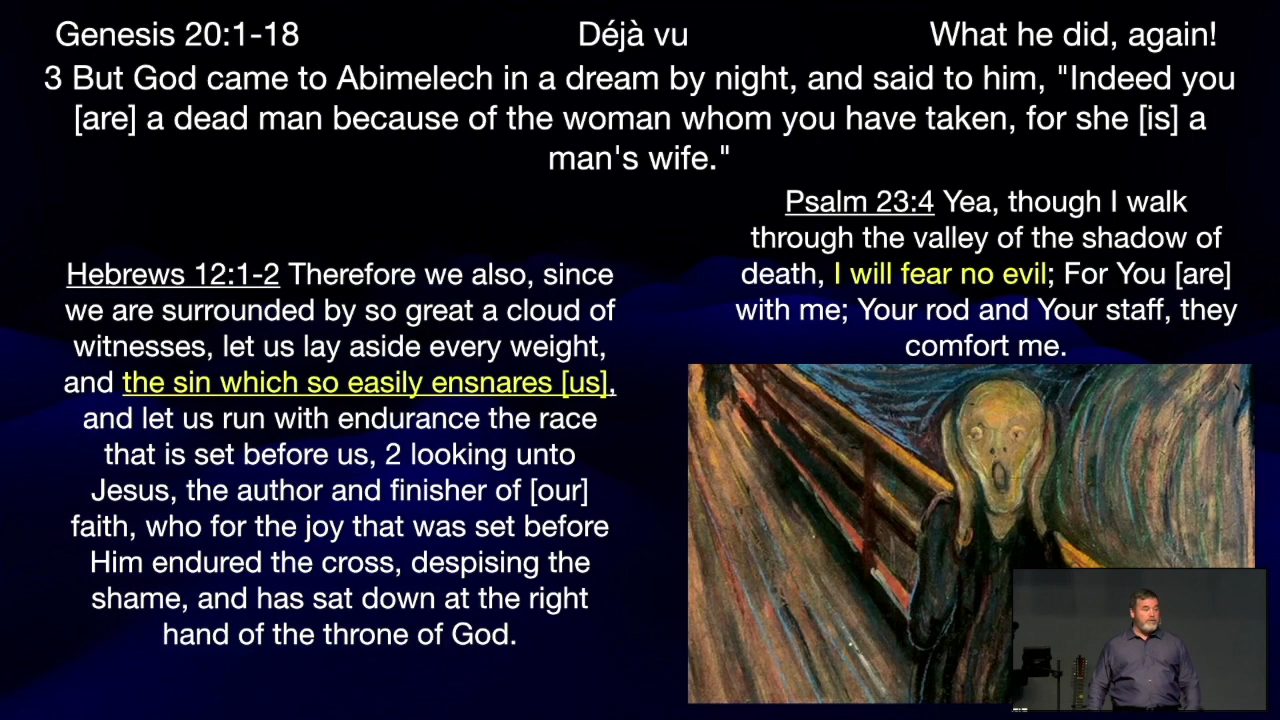 Genesis 20:1-18
Déjà vu
What he did, again!
3 But God came to Abimelech in a dream by night, and said to him, "Indeed you
[are] a dead man because of the woman whom you have taken, for she [is] a
man's wife."
Psalm 23:4 Yea, though I walk
through the valley of the shadow of
death, I will fear no evil; For You [are]
with me; Your rod and Your staff, they
comfort me.
Hebrews 12:1-2 Therefore we also, since
we are surrounded by so great a cloud of
witnesses, let us lay aside every weight,
and the sin which so easily ensnares [us],
and let us run with endurance the race
that is set before us, 2 looking unto
Jesus, the author and finisher of [our]
faith, who for the joy that was set before
Him endured the cross, despising the
shame, and has sat down at the right
hand of the throne of God.